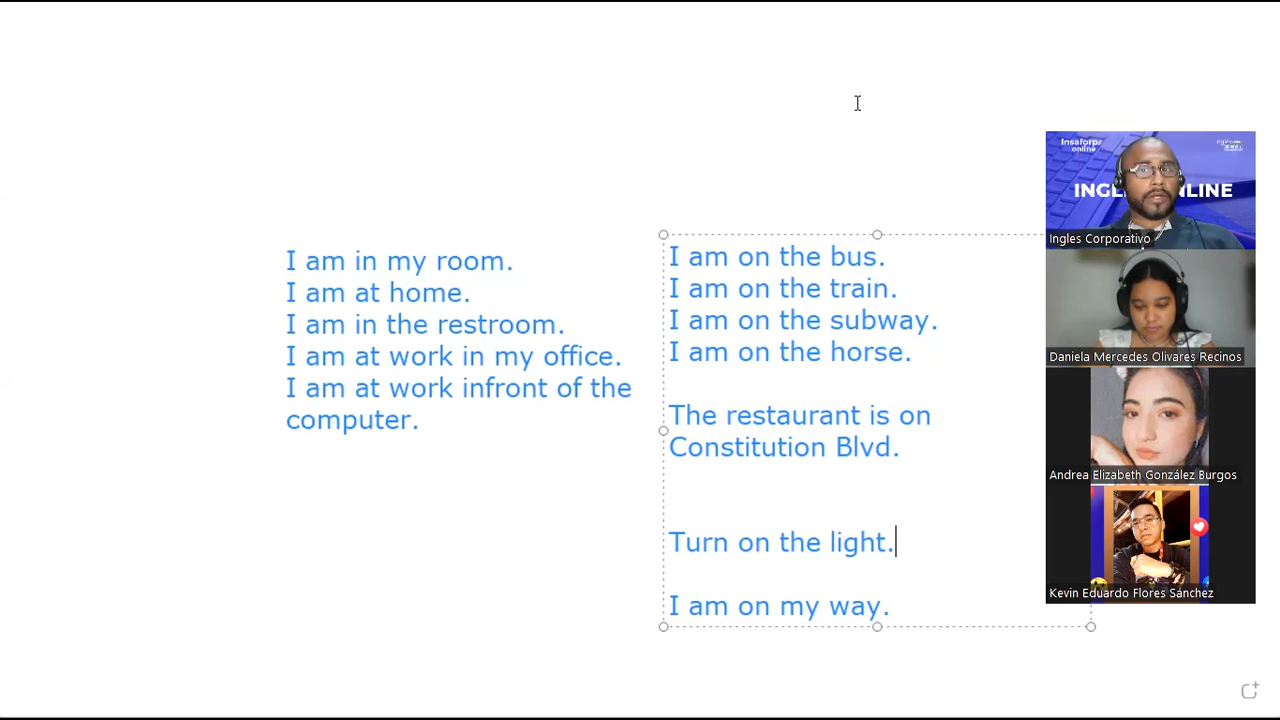 I am in my room.
I am at home.
I am in the restroom.
I am at work in my office.
I am at work infront of the
computer.
I am on the bus.
I am on the train.
I am on the subway.
I am on the horse.
The restaurant is on
Constitution Blvd.
Turn on the light.
I am on my way.
Insaforp
online
Ingles Corporativo
Daniela Mercedes Olivares Recinos
Andrea Elizabeth González Burgos
Kevin Eduardo Flores Sánchez